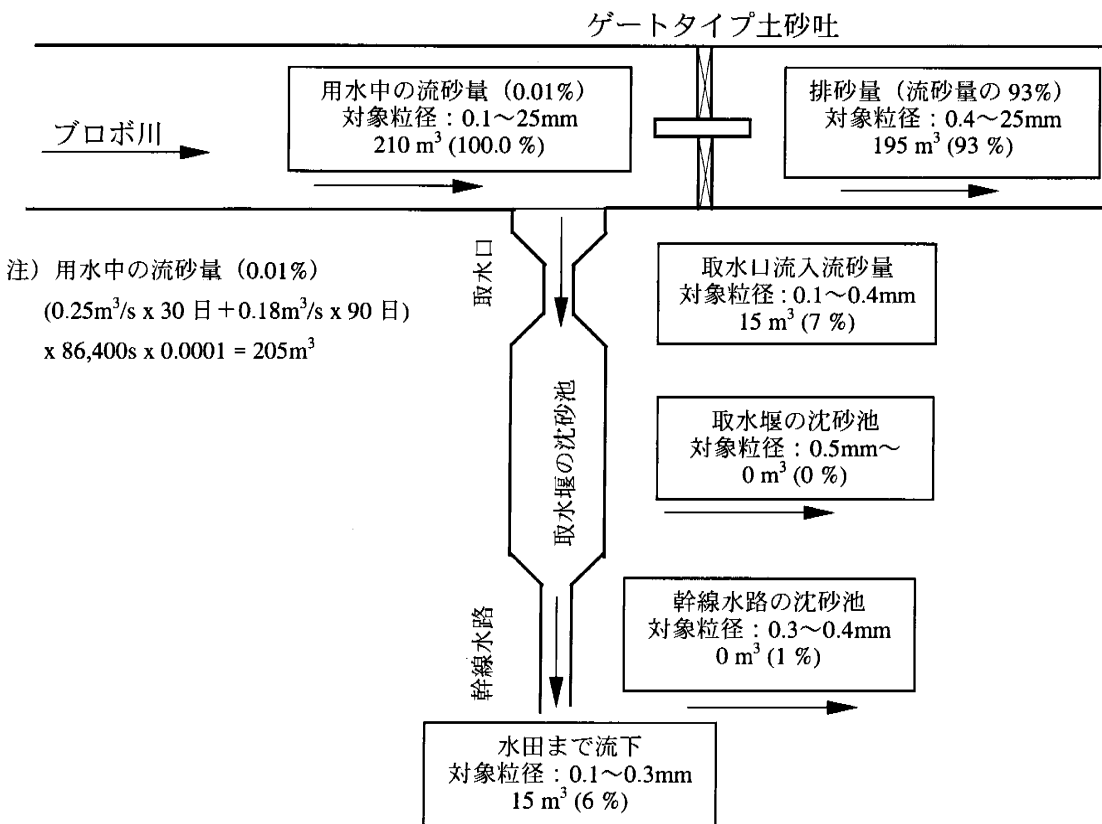 ゲートタイプ土砂吐
用水中の流砂量（0.01%）
対象粒径：0.1～25mm
210 m³ (100.0 %)
排砂量（流砂量の 93%）
対象粒径：0.4～25mm
195 m³ (93 %)
ブロボ川
注）用水中の流砂量（0.01%）
(0.25m³/s x 30 日＋0.18m³/s x 90 日)
x 86,400s x 0.0001 = 205m³
取水口
取水口流入流砂量
対象粒径：0.1～0.4mm
15 m³ (7 %)
取水堰の沈砂池
取水堰の沈砂池
対象粒径：0.5mm～
0 m³ (0 %)
幹線水路
幹線水路の沈砂池
対象粒径：0.3～0.4mm
0 m³ (1 %)
水田まで流下
対象粒径：0.1～0.3mm
15 m³ (6 %)